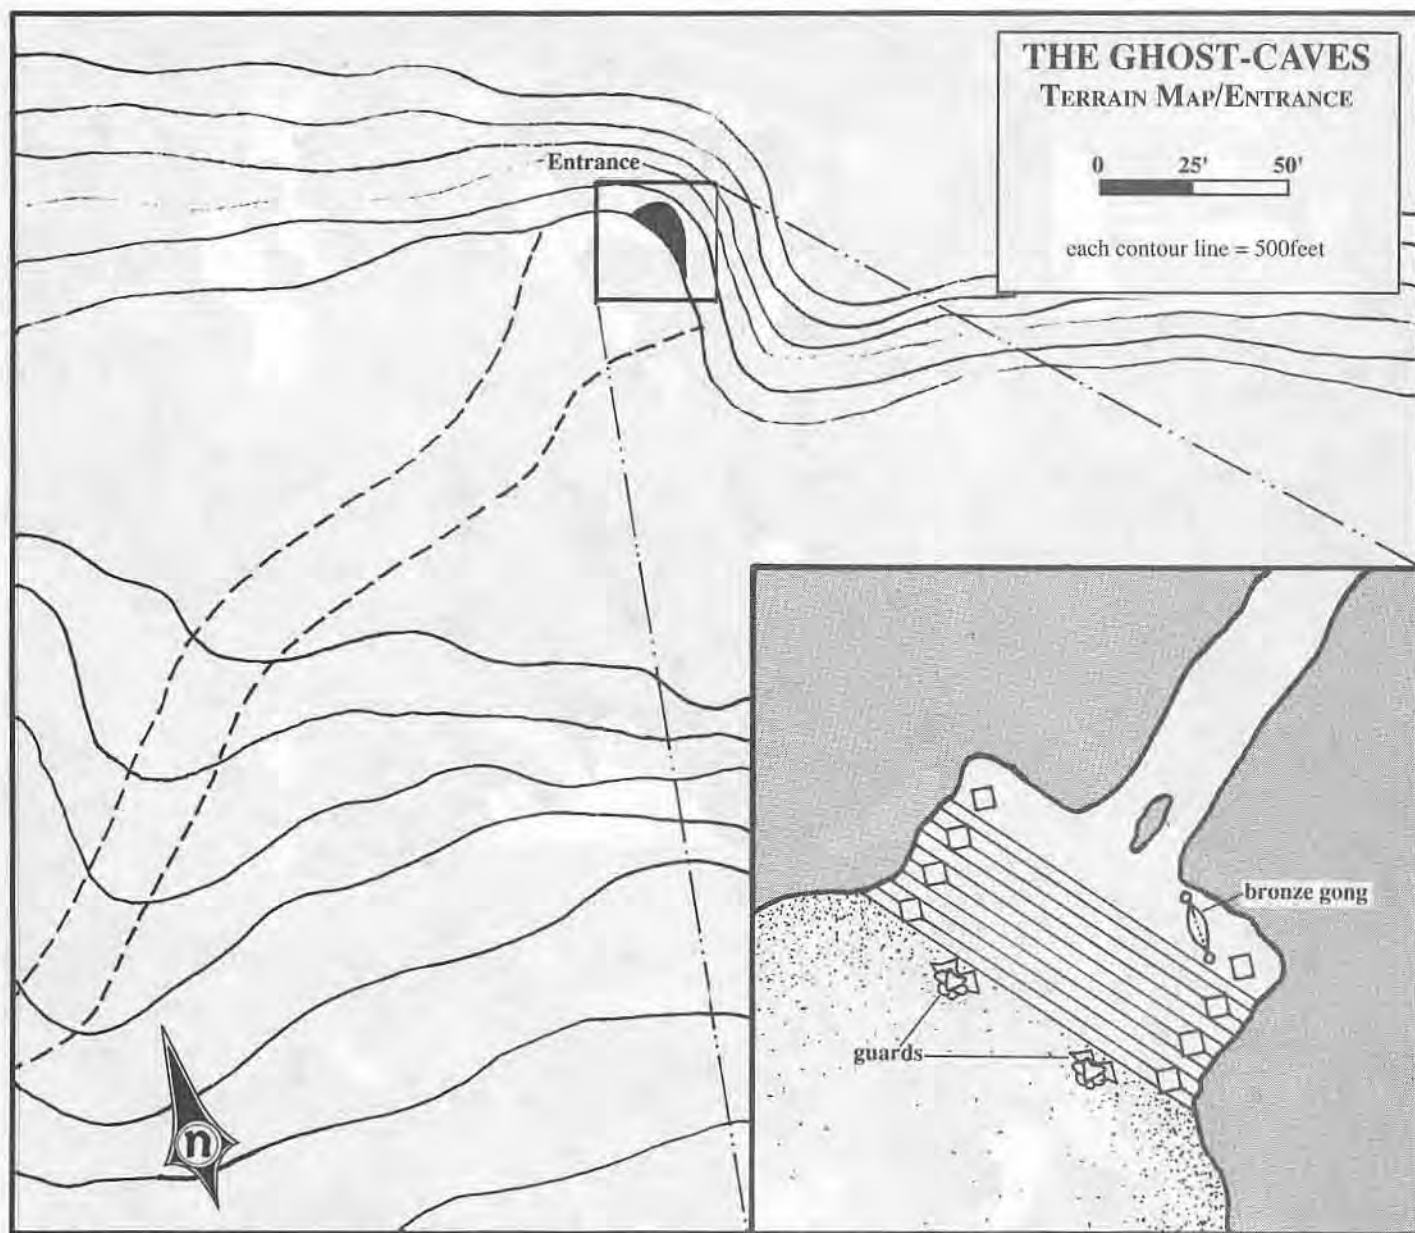 THE GHOST-CAVES
TERRAIN MAP/ENTRANCE
0 25' 50'
each contour line = 500feet
Entrance
bronze gong
guards
n